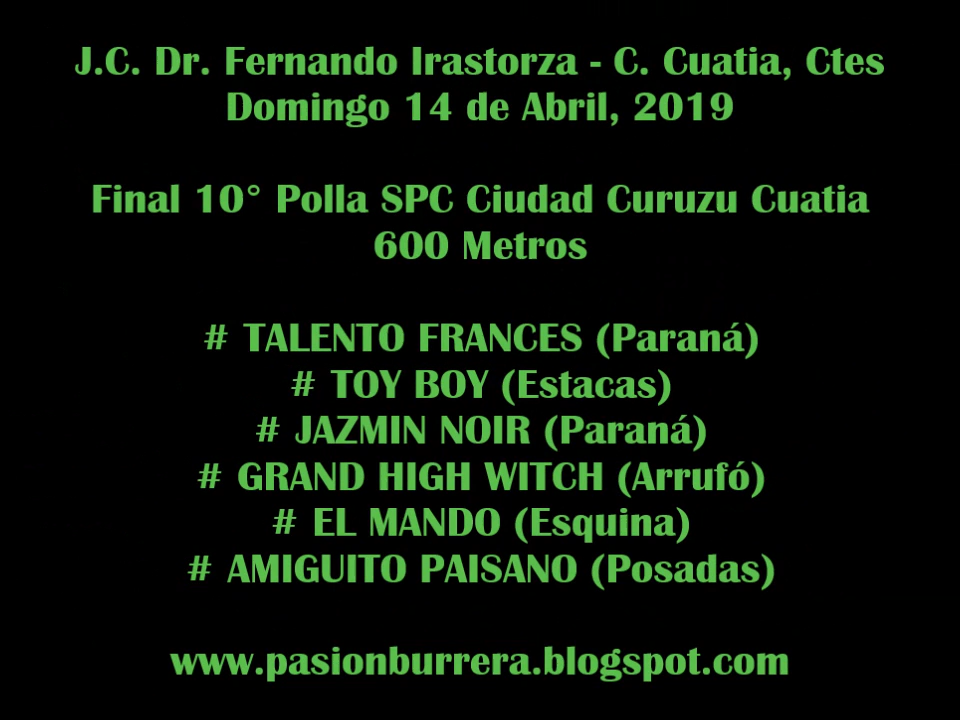 J.C. Dr. Fernando Irastorza - C. Cuatia, Ctes
Domingo 14 de Abril, 2019
Final 10° Polla SPC Ciudad Curuzu Cuatia
600 Metros
# TALENTO FRANCES (Paraná)
# TOY BOY (Estacas)
# JAZMIN NOIR (Paraná)
# GRAND HIGH WITCH (Arrufó)
# EL MANDO (Esquina)
# AMIGUITO PAISANO (Posadas)
www.pasionburrera.blogspot.com